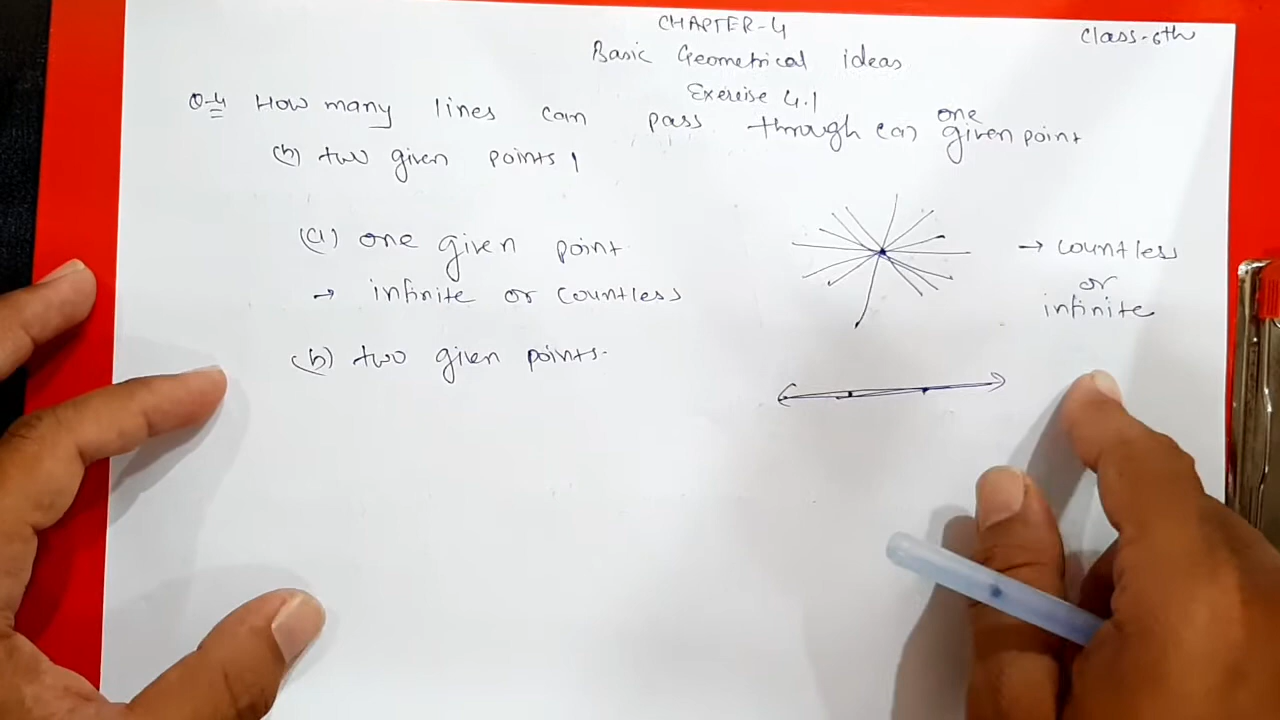 CHAPTER-4
Class-6th
Basic Geometrical ideas
Exercise 4.1
Q-4 How many lines can pass through (a) one given point
(b) two given points,
(a) one given point
→ infinite or countless
→ countless
or
infinite
(b) two given points.